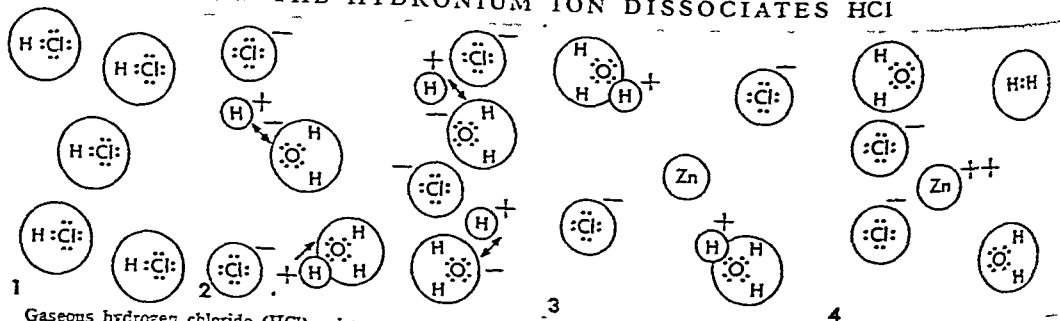 THE HYDRONIUM ION DISSOCIATES HCl
H :Cl:
H :Cl:
H :Cl:
H :Cl:
H :Cl:
1
:Cl: −
H +
− O H H
:Cl: −
+ H O H H
:Cl: −
+ H
− O H H
− :Cl:
H +
H H O −
2
H H O H +
:Cl: −
Zn
:Cl: −
+ H O H H
3
H H O
H:H
:Cl: −
Zn ++
:Cl: −
O H H
4
Gaseous hydrogen chloride (HCl)